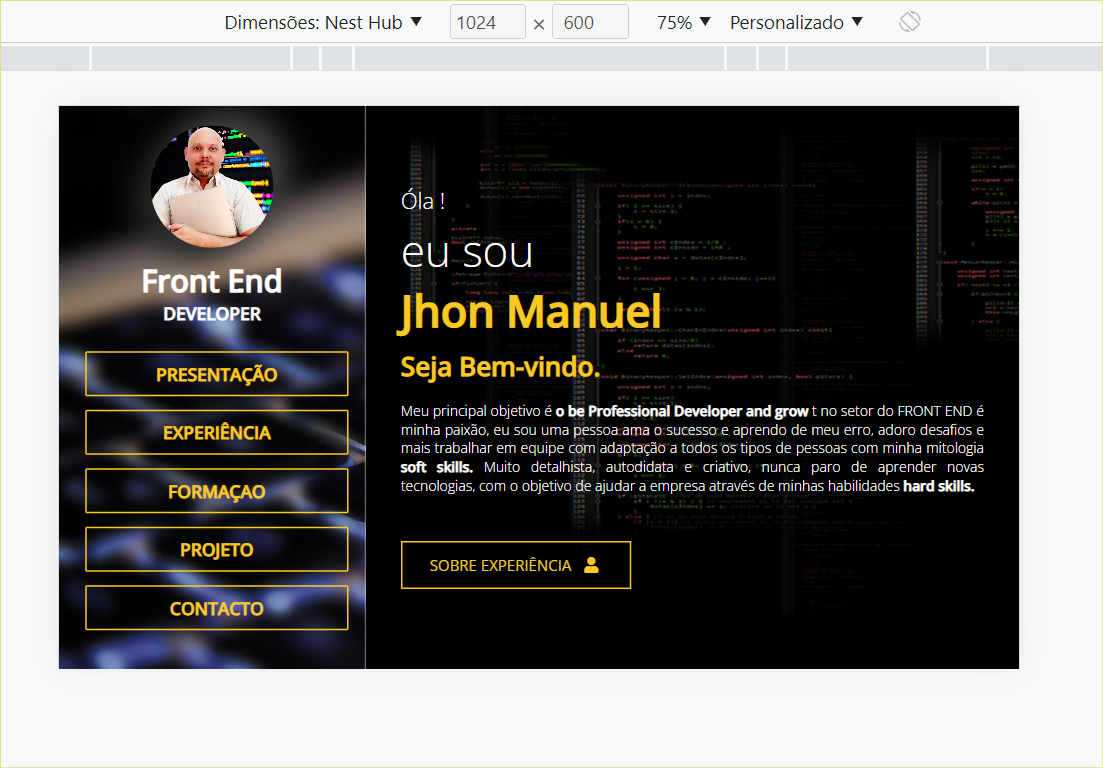 Dimensões: Nest Hub ▼ 1024 × 600 75% ▼ Personalizado ▼
Front End
DEVELOPER
PRESENTAÇÃO
EXPERIÊNCIA
FORMAÇAO
PROJETO
CONTACTO
Óla !
eu sou
Jhon Manuel
Seja Bem-vindo.
Meu principal objetivo é o be Professional Developer and grow t no setor do FRONT END é
minha paixão, eu sou uma pessoa ama o sucesso e aprendo de meu erro, adoro desafios e
mais trabalhar em equipe com adaptação a todos os tipos de pessoas com minha mitologia
soft skills. Muito detalhista, autodidata e criativo, nunca paro de aprender novas
tecnologias, com o objetivo de ajudar a empresa através de minhas habilidades hard skills.
SOBRE EXPERIÊNCIA